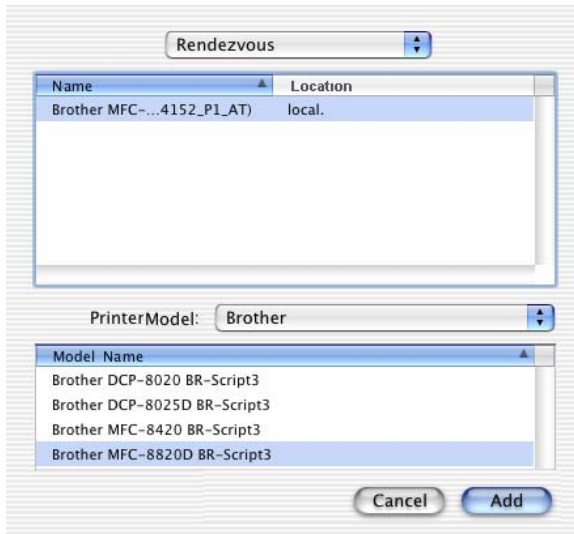 Rendezvous
Name Location
Brother MFC-...4152_P1_AT) local.
PrinterModel: Brother
Model Name
Brother DCP-8020 BR-Script3
Brother DCP-8025D BR-Script3
Brother MFC-8420 BR-Script3
Brother MFC-8820D BR-Script3
Cancel Add